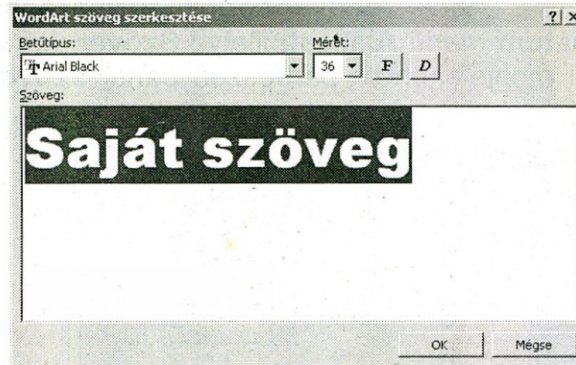 WordArt szöveg szerkesztése
Betűtípus: Méret:
Arial Black 36 F D
Szöveg:
Saját szöveg
OK Mégse